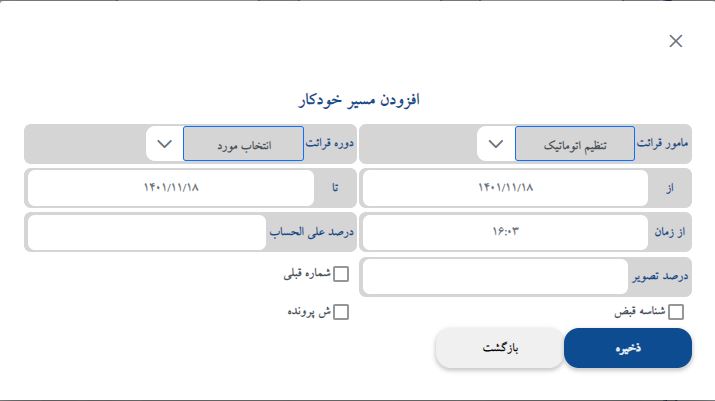 افزودن مسیر خودکار
مامور قرائت تنظیم اتوماتیک دوره قرائت انتخاب مورد
از ۱۴۰۱/۱۱/۱۸ تا ۱۴۰۱/۱۱/۱۸
از زمان ۱۶:۰۳ درصد علی الحساب
درصد تصویر شماره قبلی
شناسه قبض ش پرونده
ذخیره بازگشت